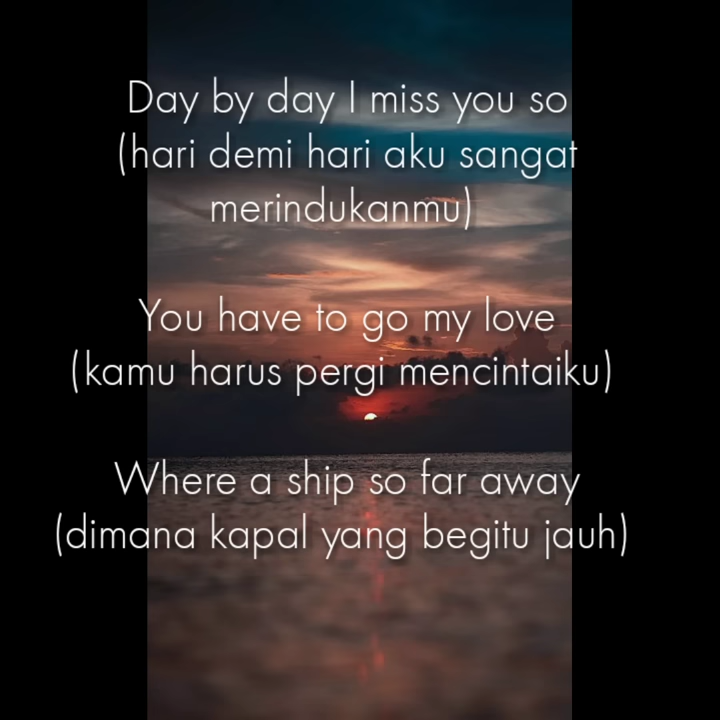 Day by day I miss you so
(hari demi hari aku sangat
merindukanmu)
You have to go my love
(kamu harus pergi mencintaiku)
Where a ship so far away
(dimana kapal yang begitu jauh)